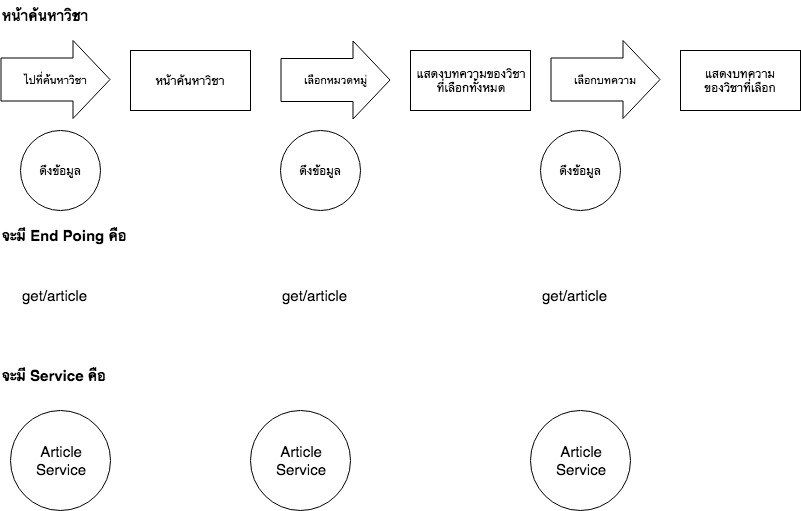 หน้าค้นหาวิชา
ไปที่ค้นหาวิชา
หน้าค้นหาวิชา
เลือกหมวดหมู่
แสดงบทความของวิชา
ที่เลือกทั้งหมด
เลือกบทความ
แสดงบทความ
ของวิชาที่เลือก
ดึงข้อมูล
ดึงข้อมูล
ดึงข้อมูล
จะมี End Poing คือ
get/article
get/article
get/article
จะมี Service คือ
Article
Service
Article
Service
Article
Service